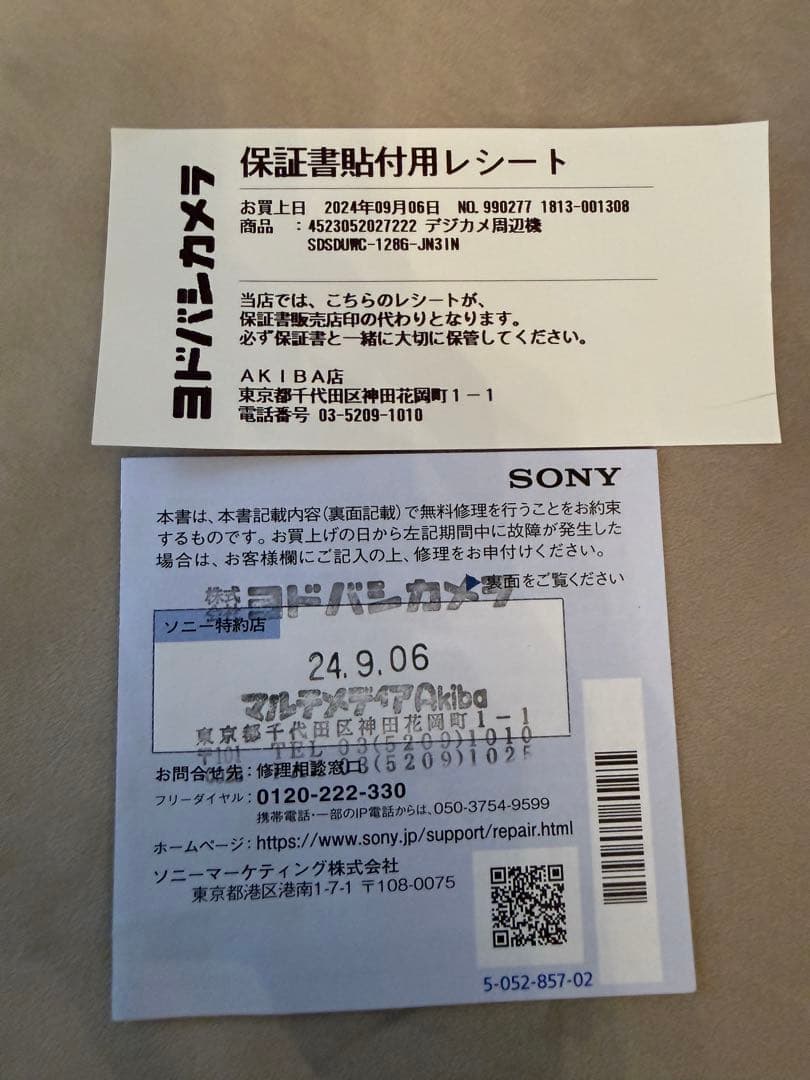 ヨドバシカメラ
保証書貼付用レシート
お買上日 2024年09月06日 NO.990277 1813-001308
商品 :4523052027222 デジカメ周辺機
SDSDUWC-128G-JN3IN
当店では、こちらのレシートが、
保証書販売店印の代わりとなります。
必ず保証書と一緒に大切に保管してください。
AKIBA店
東京都千代田区神田花岡町1-1
電話番号 03-5209-1010
SONY
本書は、本書記載内容(裏面記載)で無料修理を行うことをお約束
するものです。お買上げの日から左記期間中に故障が発生した
場合は、お客様欄にご記入の上、修理をお申付けください。
▶裏面をご覧ください
株式会社 ヨドバシカメラ
ソニー特約店
24.9.06
マルチメディアAkiba
東京都千代田区神田花岡町1-1
〒101 TEL 03(5209)1010
03(5209)1025
お問合せ先:修理相談窓口
フリーダイヤル:0120-222-330
携帯電話・一部のIP電話からは、050-3754-9599
ホームページ:https://www.sony.jp/support/repair.html
ソニーマーケティング株式会社
東京都港区港南1-7-1 〒108-0075
5-052-857-02